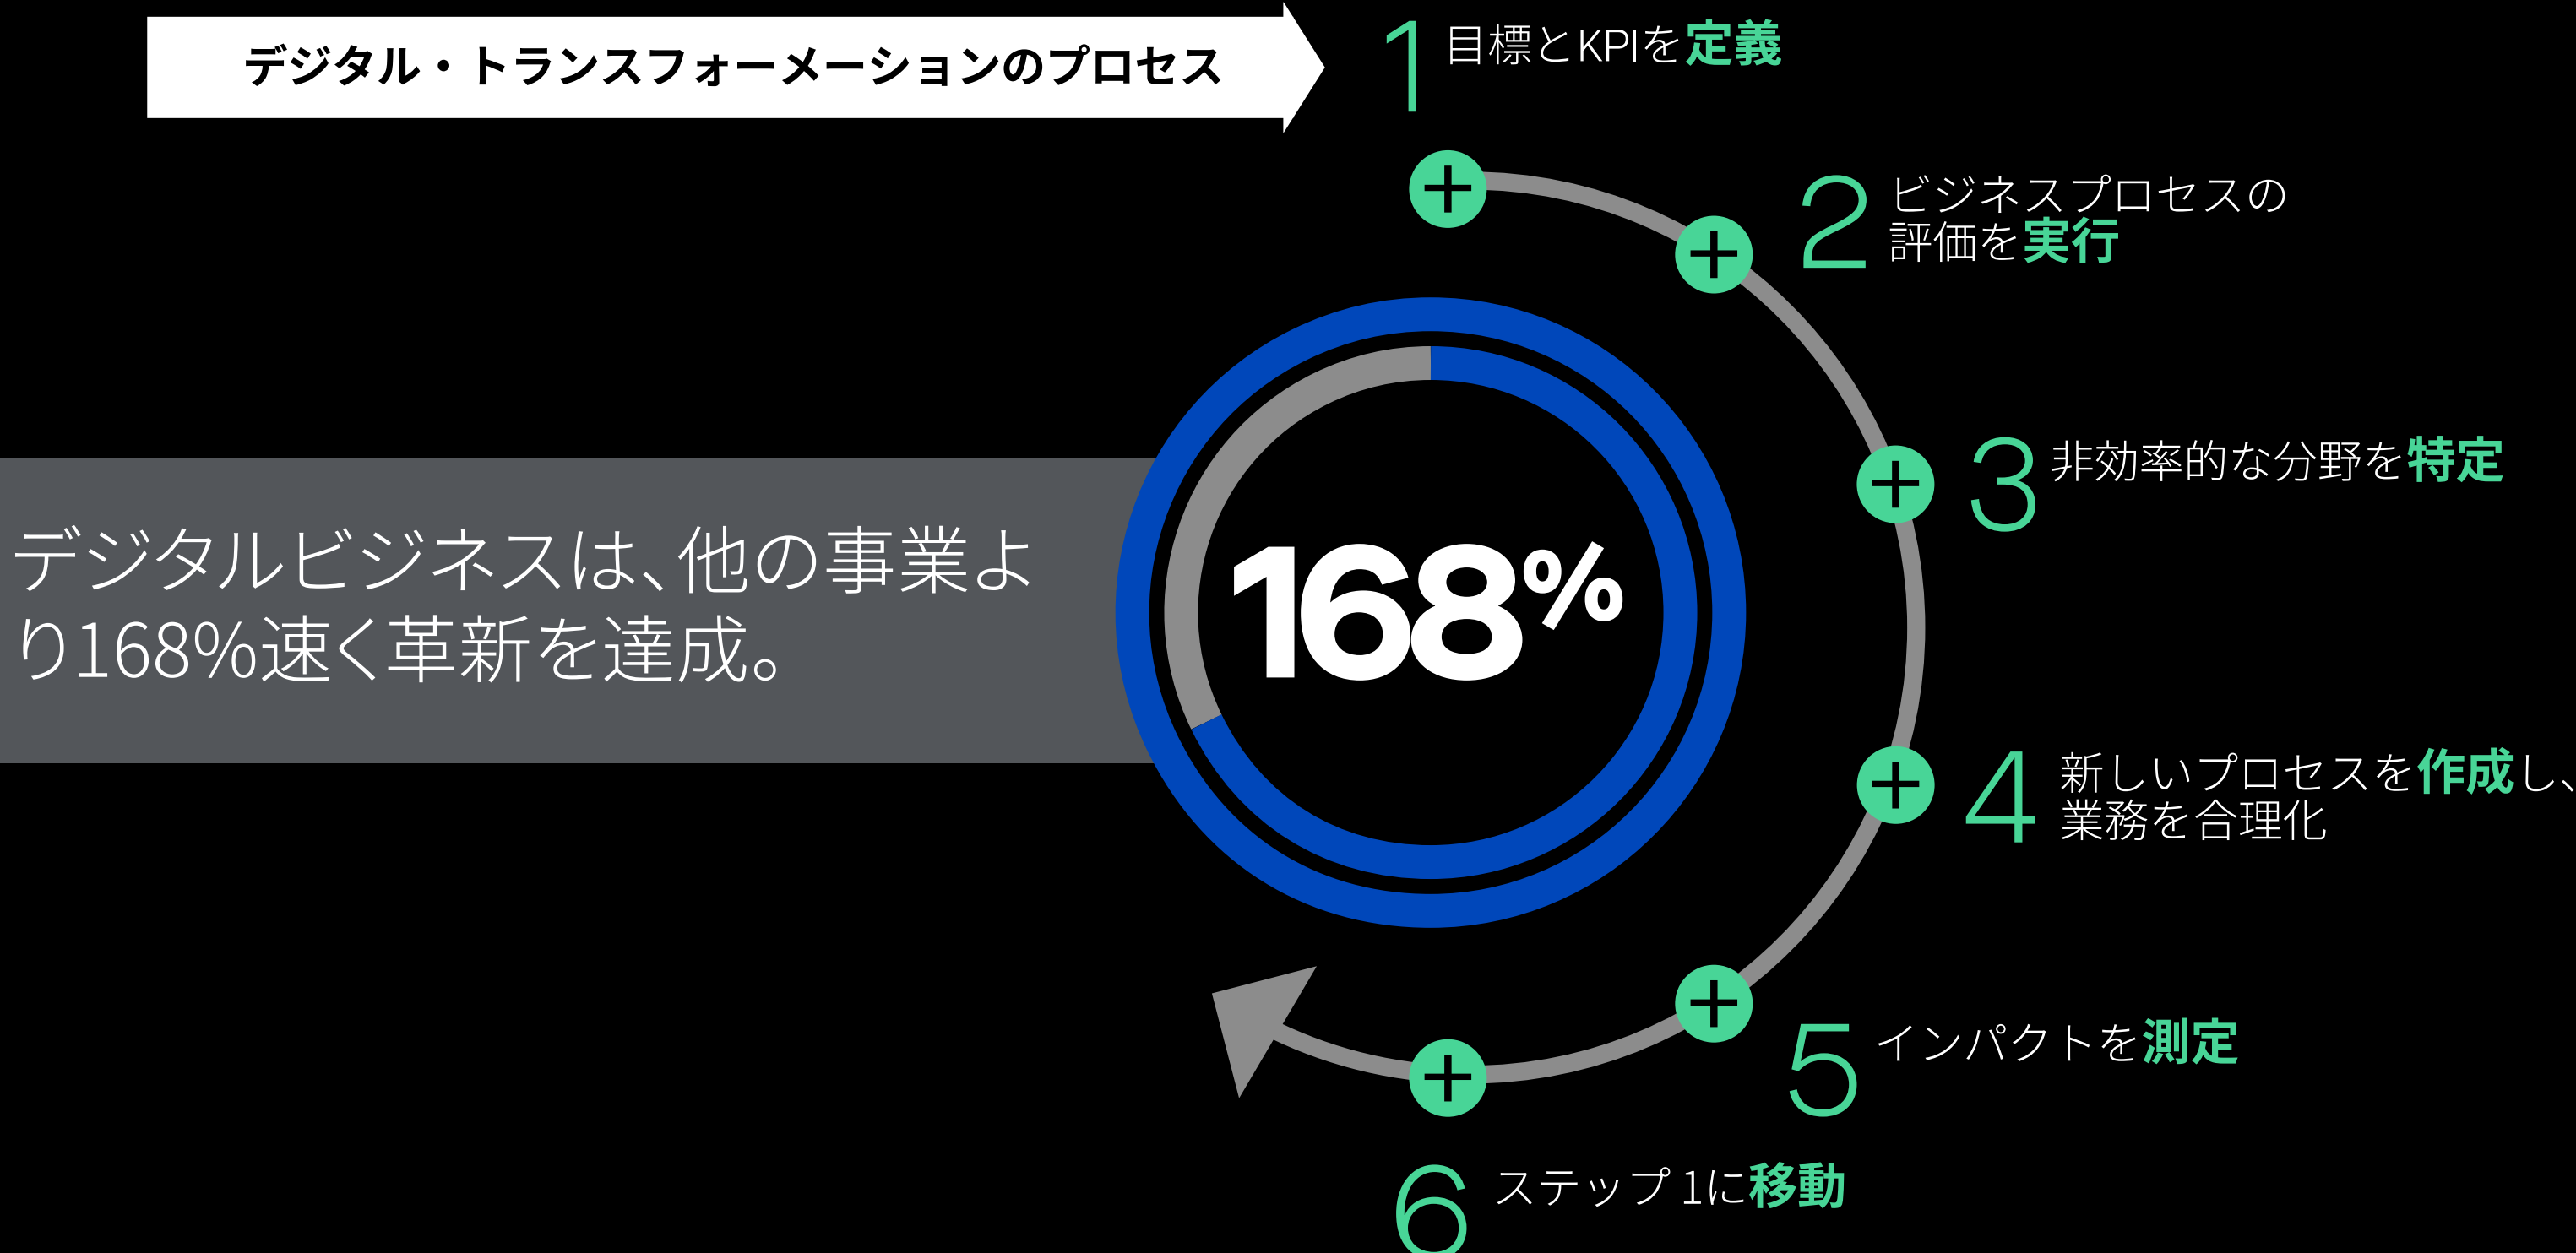 デジタル・トランスフォーメーションのプロセス
1 目標とKPIを定義
2 ビジネスプロセスの
評価を実行
3 非効率的な分野を特定
デジタルビジネスは、他の事業よ
り168%速く革新を達成。
168%
4 新しいプロセスを作成し、
業務を合理化
5 インパクトを測定
6 ステップ 1に移動